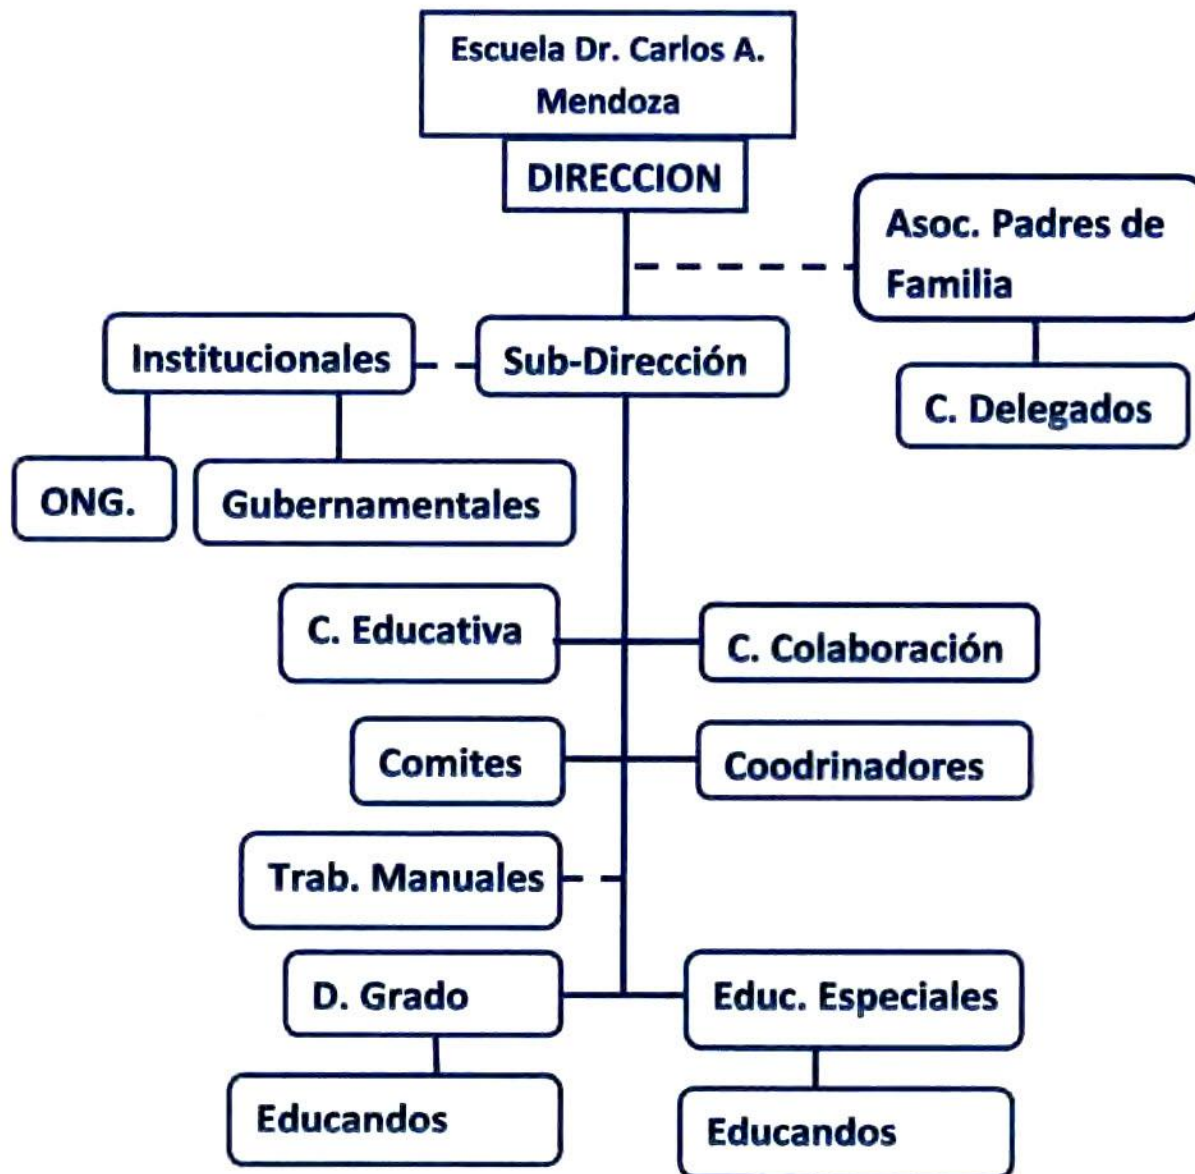 Escuela Dr. Carlos A.
Mendoza
DIRECCION
Asoc. Padres de
Familia
Institucionales
Sub-Dirección
C. Delegados
ONG.
Gubernamentales
C. Educativa
C. Colaboración
Comites
Coodrinadores
Trab. Manuales
D. Grado
Educ. Especiales
Educandos
Educandos